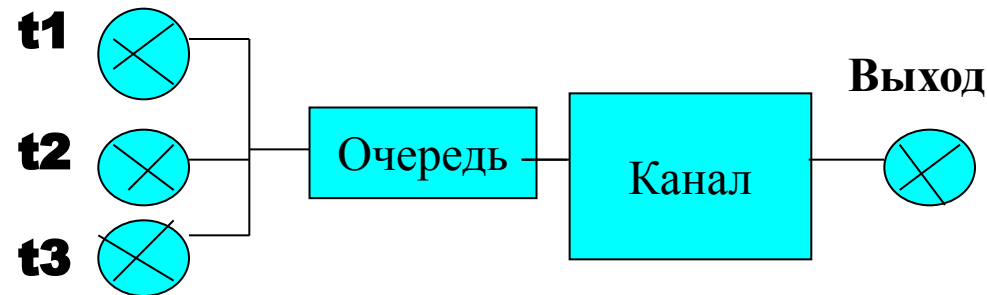 t1
Выход
t2
Очередь
Канал
t3